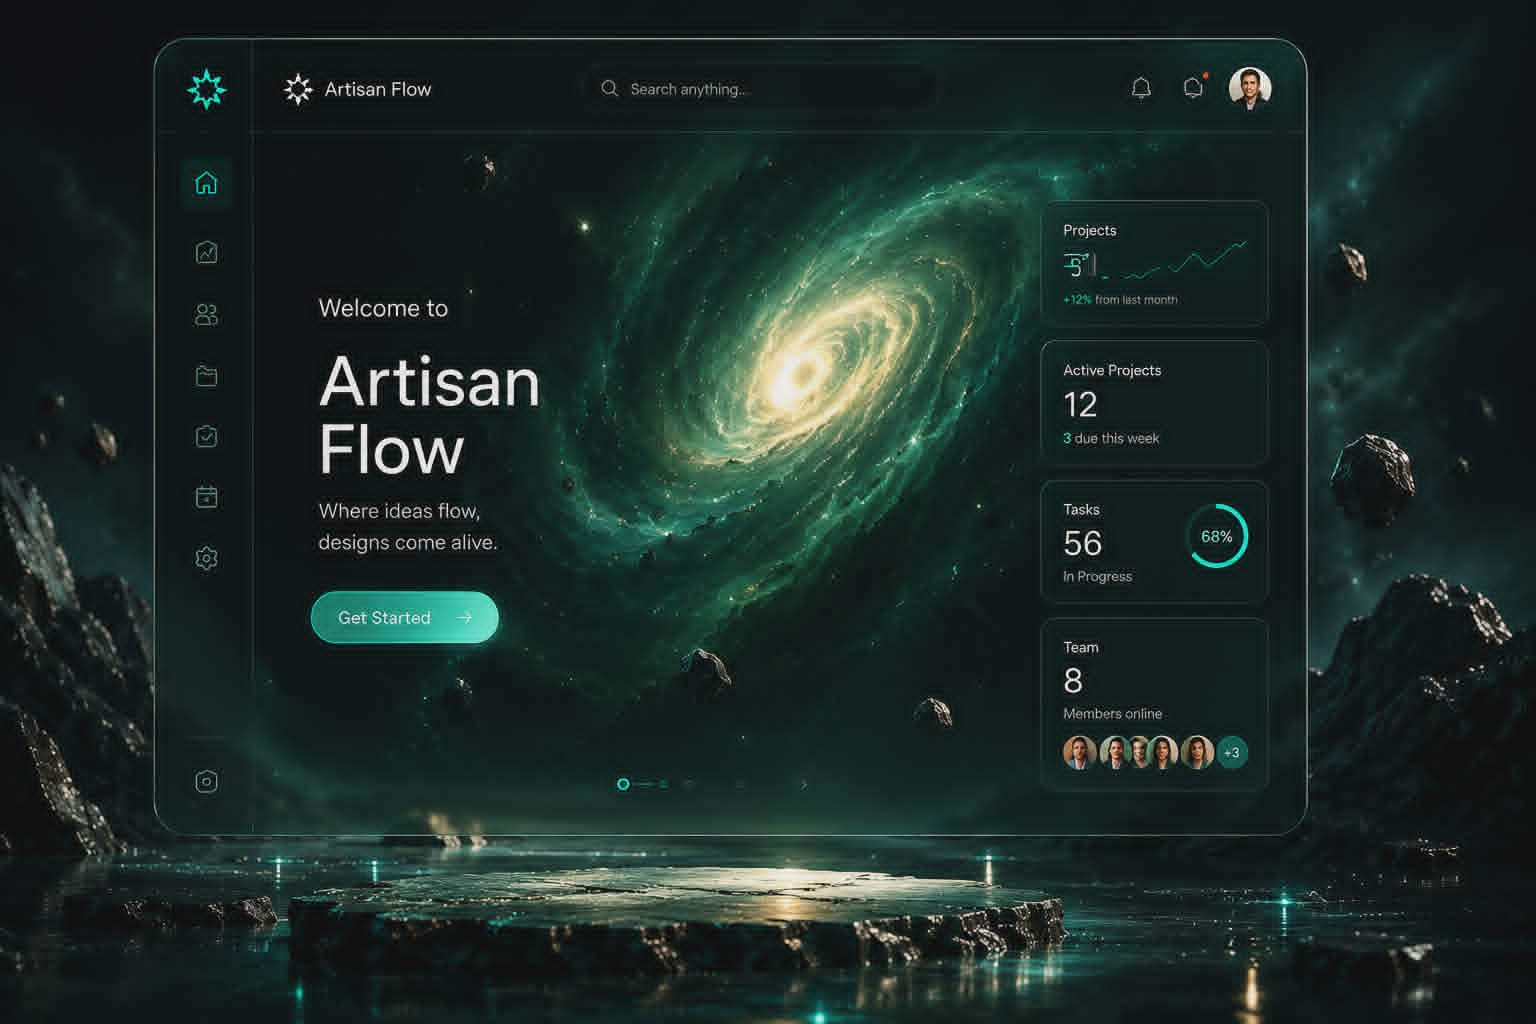 Artisan Flow
Search anything...
Welcome to
Artisan
Flow
Where ideas flow,
designs come alive.
Get Started
Projects
+12% from last month
Active Projects
12
3 due this week
Tasks
56
68%
In Progress
Team
8
Members online
+3